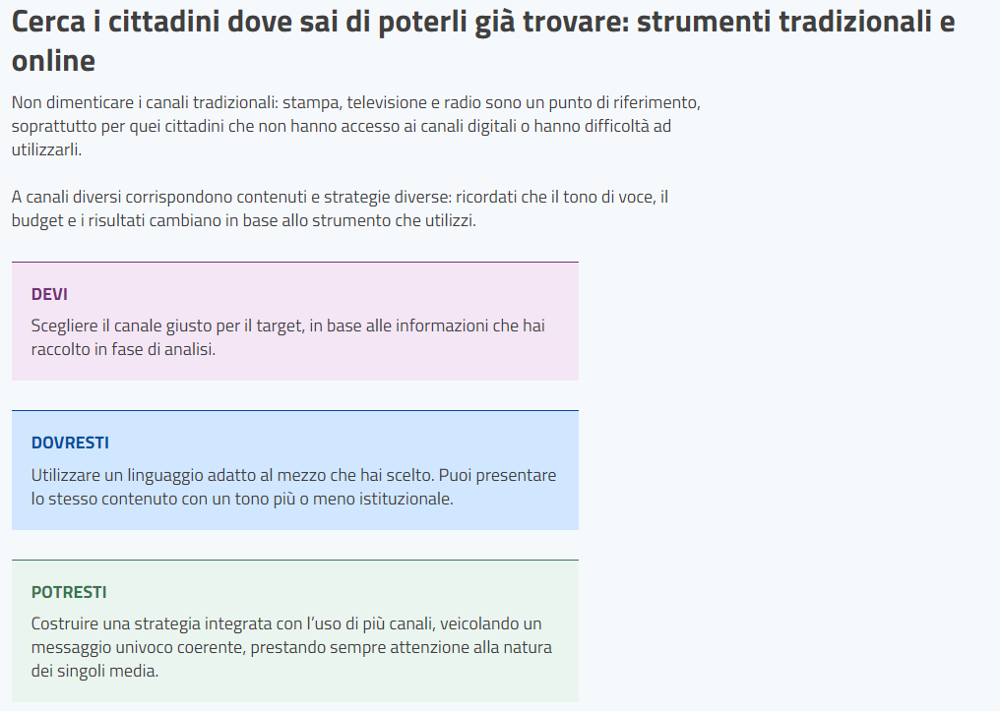 Cerca i cittadini dove sai di poterli già trovare: strumenti tradizionali e
online
Non dimenticare i canali tradizionali: stampa, televisione e radio sono un punto di riferimento,
soprattutto per quei cittadini che non hanno accesso ai canali digitali o hanno difficoltà ad
utilizzarli.
A canali diversi corrispondono contenuti e strategie diverse: ricordati che il tono di voce, il
budget e i risultati cambiano in base allo strumento che utilizzi.
DEVI
Scegliere il canale giusto per il target, in base alle informazioni che hai
raccolto in fase di analisi.
DOVRESTI
Utilizzare un linguaggio adatto al mezzo che hai scelto. Puoi presentare
lo stesso contenuto con un tono più o meno istituzionale.
POTRESTI
Costruire una strategia integrata con l’uso di più canali, veicolando un
messaggio univoco coerente, prestando sempre attenzione alla natura
dei singoli media.